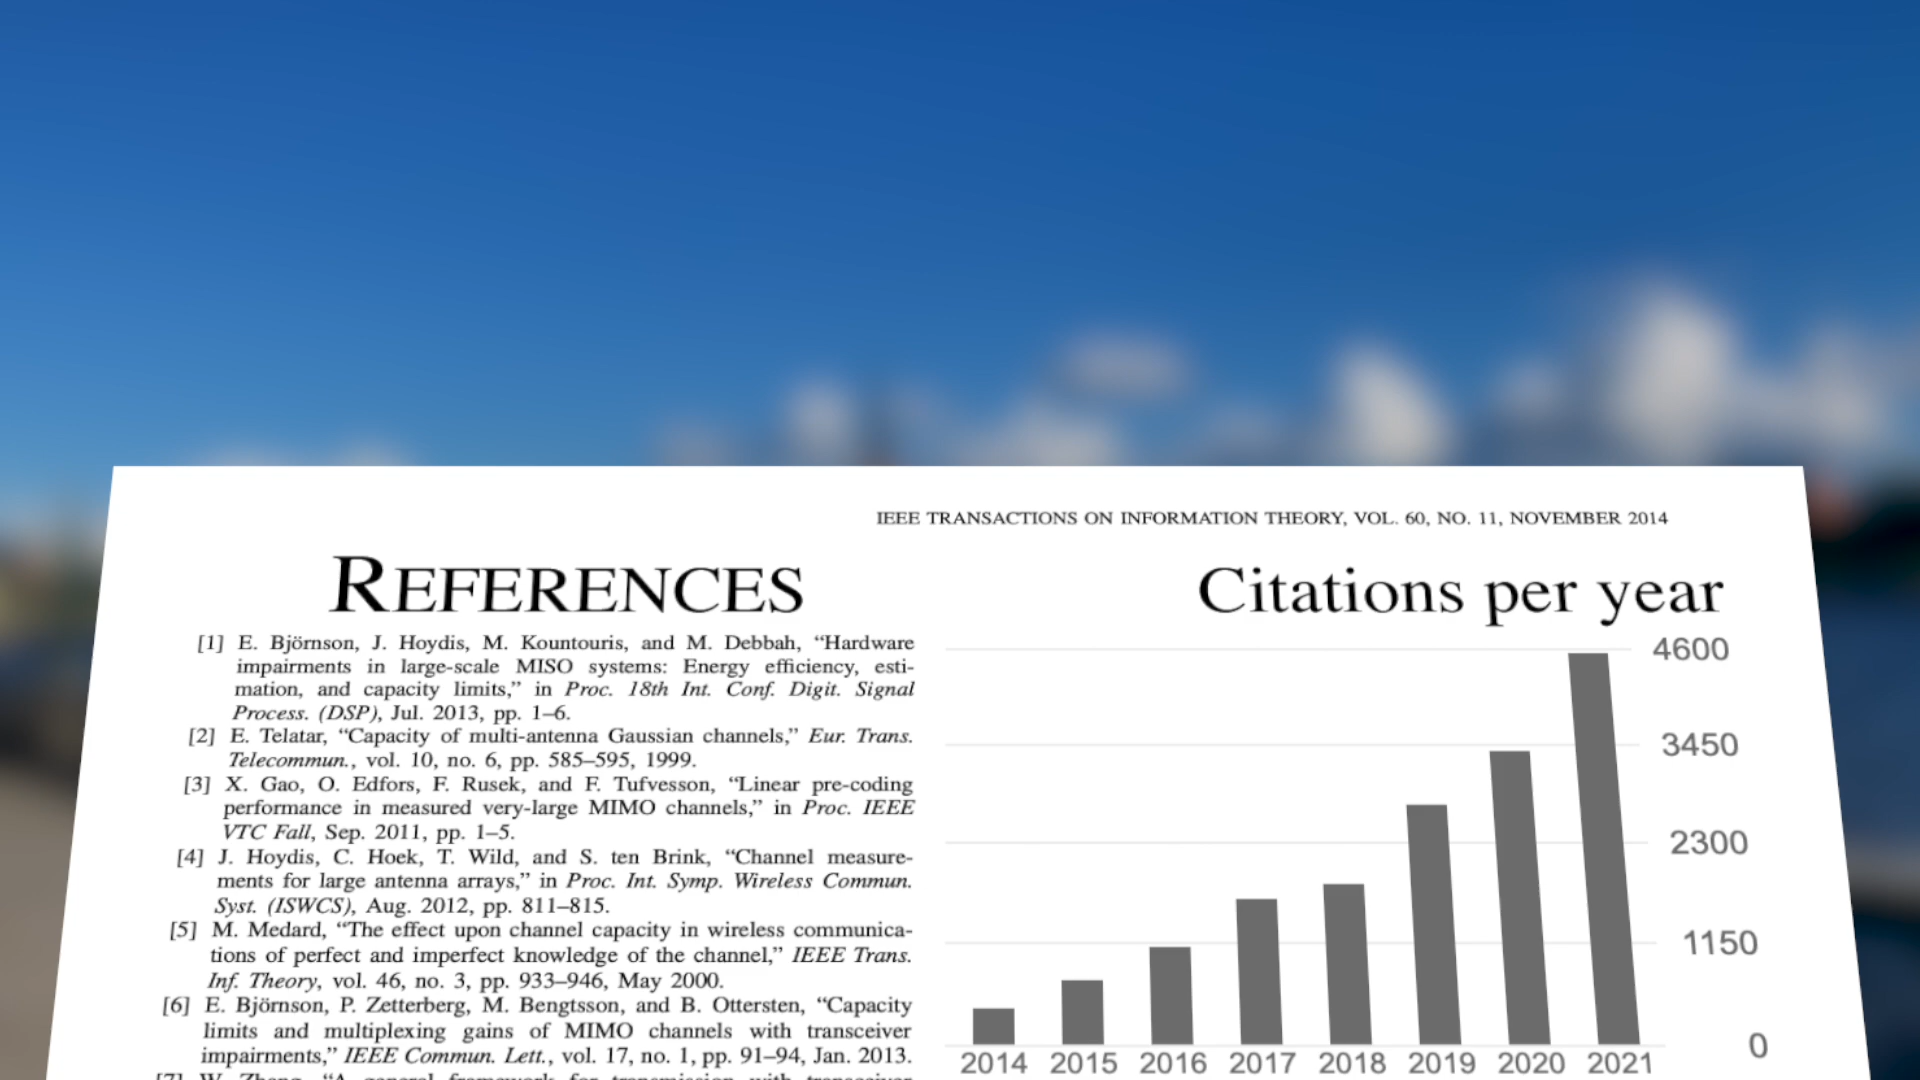 IEEE TRANSACTIONS ON INFORMATION THEORY, VOL. 60, NO. 11, NOVEMBER 2014
REFERENCES
[1] E. Björnson, J. Hoydis, M. Kountouris, and M. Debbah, “Hardware
impairments in large-scale MISO systems: Energy efficiency, esti-
mation, and capacity limits,” in Proc. 18th Int. Conf. Digit. Signal
Process. (DSP), Jul. 2013, pp. 1–6.
[2] E. Telatar, “Capacity of multi-antenna Gaussian channels,” Eur. Trans.
Telecommun., vol. 10, no. 6, pp. 585–595, 1999.
[3] X. Gao, O. Edfors, F. Rusek, and F. Tufvesson, “Linear pre-coding
performance in measured very-large MIMO channels,” in Proc. IEEE
VTC Fall, Sep. 2011, pp. 1–5.
[4] J. Hoydis, C. Hoek, T. Wild, and S. ten Brink, “Channel measure-
ments for large antenna arrays,” in Proc. Int. Symp. Wireless Commun.
Syst. (ISWCS), Aug. 2012, pp. 811–815.
[5] M. Medard, “The effect upon channel capacity in wireless communica-
tions of perfect and imperfect knowledge of the channel,” IEEE Trans.
Inf. Theory, vol. 46, no. 3, pp. 933–946, May 2000.
[6] E. Björnson, P. Zetterberg, M. Bengtsson, and B. Ottersten, “Capacity
limits and multiplexing gains of MIMO channels with transceiver
impairments,” IEEE Commun. Lett., vol. 17, no. 1, pp. 91–94, Jan. 2013.
[7] W. Zhang, “A general framework for transmission with transceiver
Citations per year
4600
3450
2300
1150
0
2014 2015 2016 2017 2018 2019 2020 2021